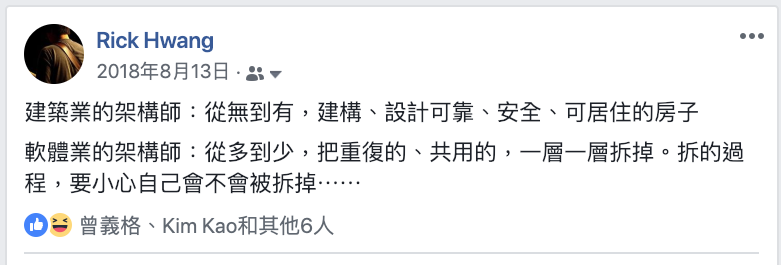 Rick Hwang
2018年8月13日 ·
建築業的架構師：從無到有，建構、設計可靠、安全、可居住的房子
軟體業的架構師：從多到少，把重復的、共用的，一層一層拆掉。拆的過
程，要小心自己會不會被拆掉⋯⋯
曾義格、Kim Kao和其他6人